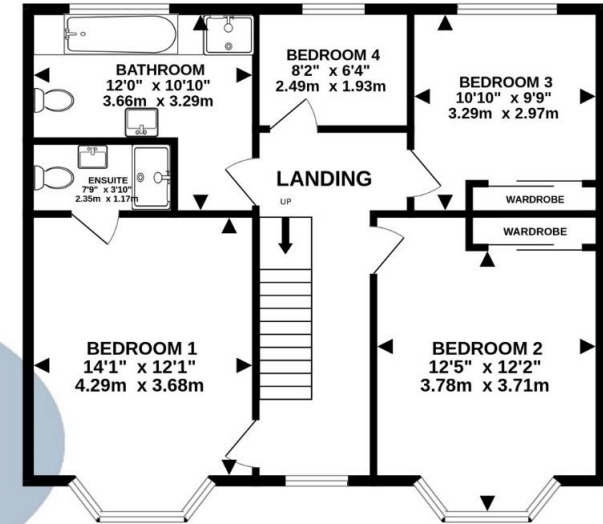 BATHROOM
12'0" x 10'10"
3.66m x 3.29m
BEDROOM 4
8'2" x 6'4"
2.49m x 1.93m
BEDROOM 3
10'10" x 9'9"
3.29m x 2.97m
ENSUITE
7'9" x 3'10"
2.35m x 1.17m
LANDING
UP
WARDROBE
WARDROBE
BEDROOM 1
14'1" x 12'1"
4.29m x 3.68m
BEDROOM 2
12'5" x 12'2"
3.78m x 3.71m